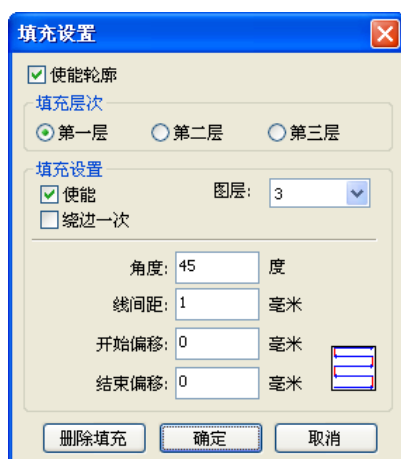 填充设置
使能轮廓
填充层次
第一层 第二层 第三层
填充设置
使能 图层: 3
绕边一次
角度: 45 度
线间距: 1 毫米
开始偏移: 0 毫米
结束偏移: 0 毫米
删除填充 确定 取消